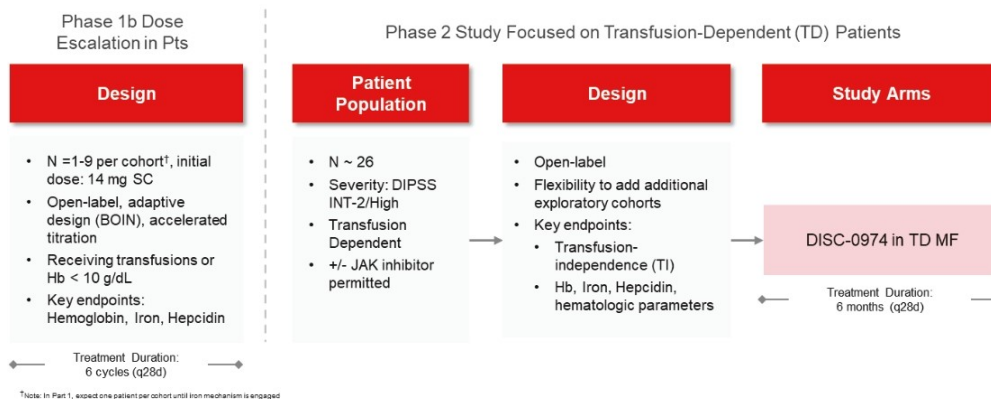 Phase 1b Dose
Escalation in Pts
Phase 2 Study Focused on Transfusion-Dependent (TD) Patients
Design
• N =1-9 per cohort†, initial
dose: 14 mg SC
• Open-label, adaptive
design (BOIN), accelerated
titration
• Receiving transfusions or
Hb < 10 g/dL
• Key endpoints:
Hemoglobin, Iron, Hepcidin
Treatment Duration:
6 cycles (q28d)
Patient
Population
• N ~ 26
• Severity: DIPSS
INT-2/High
• Transfusion
Dependent
• +/- JAK inhibitor
permitted
Design
• Open-label
• Flexibility to add additional
exploratory cohorts
• Key endpoints:
• Transfusion-
independence (TI)
• Hb, Iron, Hepcidin,
hematologic parameters
Study Arms
DISC-0974 in TD MF
Treatment Duration:
6 months (q28d)
†Note: In Part 1, expect one patient per cohort until iron mechanism is engaged